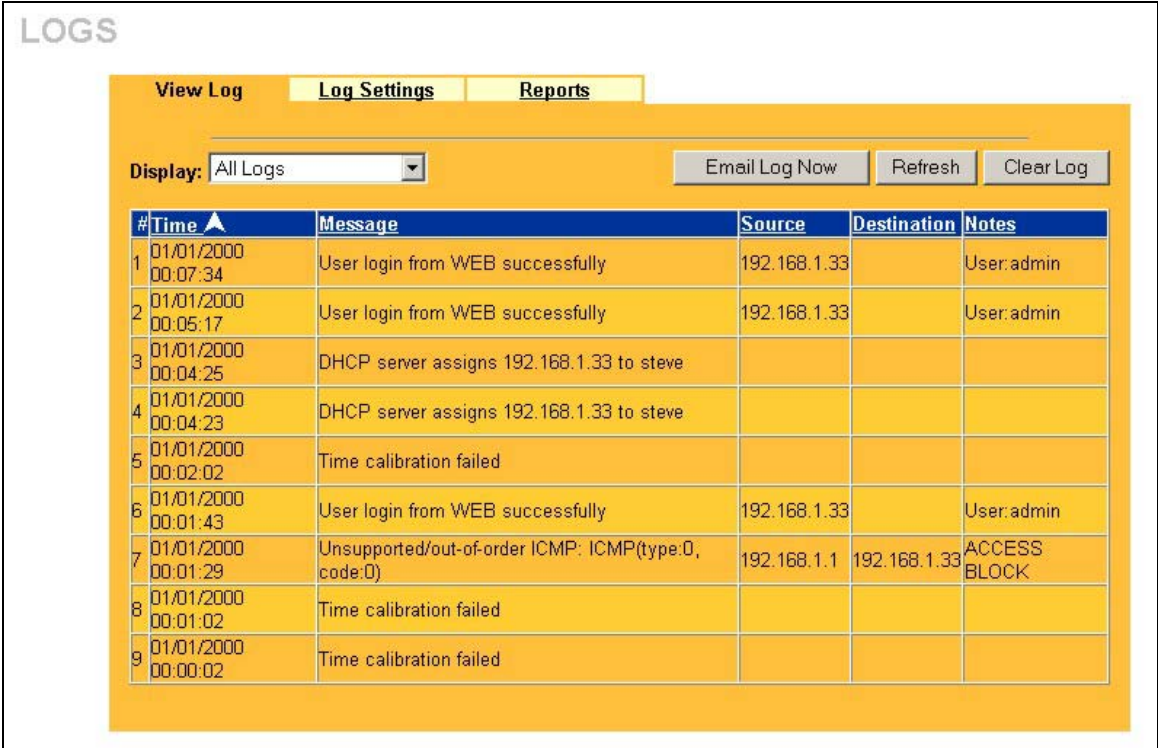 LOGS
View Log Log Settings Reports
Display: All Logs Email Log Now Refresh Clear Log
# Time Message Source Destination Notes
1 01/01/2000 00:07:34 User login from WEB successfully 192.168.1.33 User:admin
2 01/01/2000 00:05:17 User login from WEB successfully 192.168.1.33 User:admin
3 01/01/2000 00:04:25 DHCP server assigns 192.168.1.33 to steve
4 01/01/2000 00:04:23 DHCP server assigns 192.168.1.33 to steve
5 01/01/2000 00:02:02 Time calibration failed
6 01/01/2000 00:01:43 User login from WEB successfully 192.168.1.33 User:admin
7 01/01/2000 00:01:29 Unsupported/out-of-order ICMP: ICMP(type:0, code:0) 192.168.1.1 192.168.1.33 ACCESS BLOCK
8 01/01/2000 00:01:02 Time calibration failed
9 01/01/2000 00:00:02 Time calibration failed